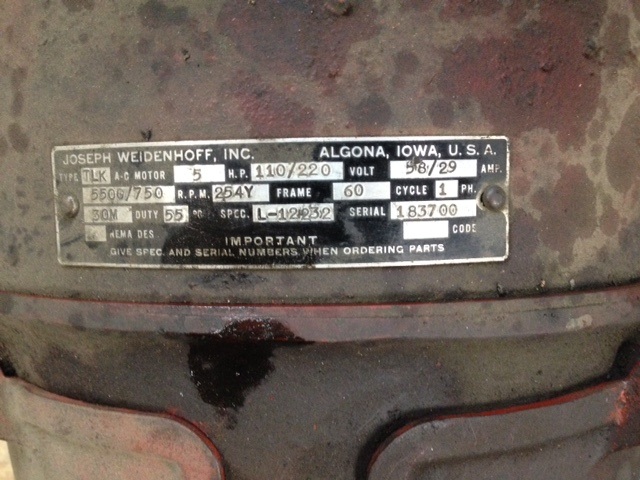 JOSEPH WEIDENHOFF, INC. ALGONA, IOWA, U.S.A.
TYPE TLK A-C MOTOR 5 H.P. 110/220 VOLT 58/29 AMP.
R.P.M. 254Y FRAME 60 CYCLE 1 PH.
30M DUTY 55 SPEC. L-12232 SERIAL 183700
NEMA DES CODE
IMPORTANT
GIVE SPEC. AND SERIAL NUMBERS WHEN ORDERING PARTS